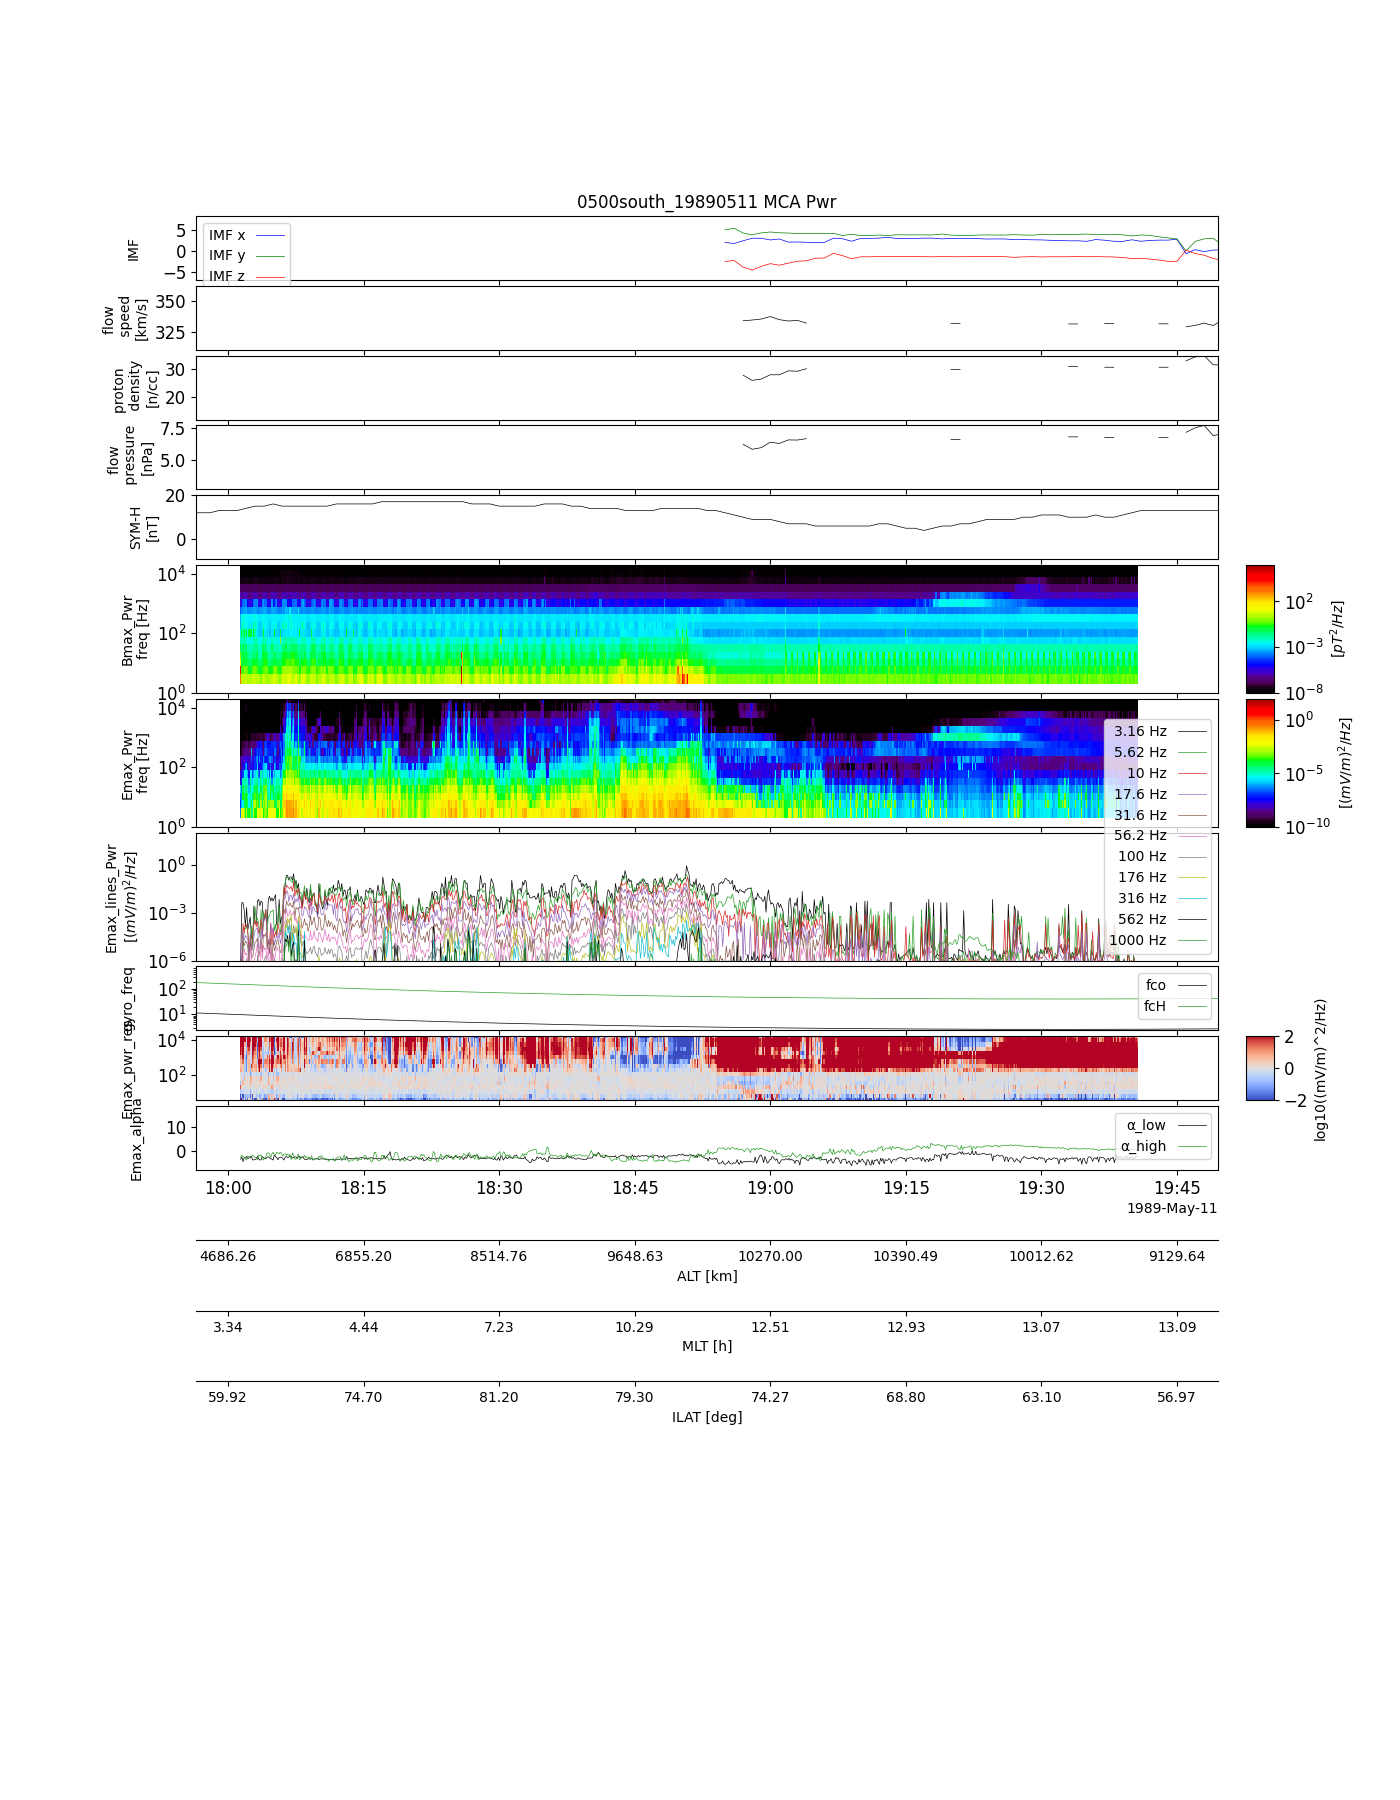 0500south_19890511 MCA Pwr
IMF
5
0
−5
IMF x
IMF y
IMF z
flow
speed
[km/s]
350
325
proton
density
[n/cc]
30
20
flow
pressure
[nPa]
7.5
5.0
SYM-H
[nT]
20
0
Bmax_Pwr
freq [Hz]
10^4
10^2
10^0
10^2
10^−3
10^−8
[pT^2/Hz]
Emax_Pwr
freq [Hz]
10^4
10^2
10^0
10^0
10^−5
10^−10
[(mV/m)^2/Hz]
3.16 Hz
5.62 Hz
10 Hz
17.6 Hz
31.6 Hz
56.2 Hz
100 Hz
176 Hz
316 Hz
562 Hz
1000 Hz
Emax_lines_Pwr
[(mV/m)^2/Hz]
10^0
10^−3
10^−6
gyro_freq
10^2
10^1
fco
fcH
Emax_pwr_reg
10^4
10^2
2
0
−2
log10((mV/m)^2/Hz)
Emax_alpha
10
0
α_low
α_high
18:00 18:15 18:30 18:45 19:00 19:15 19:30 19:45
1989-May-11
4686.26 6855.20 8514.76 9648.63 10270.00 10390.49 10012.62 9129.64
ALT [km]
3.34 4.44 7.23 10.29 12.51 12.93 13.07 13.09
MLT [h]
59.92 74.70 81.20 79.30 74.27 68.80 63.10 56.97
ILAT [deg]